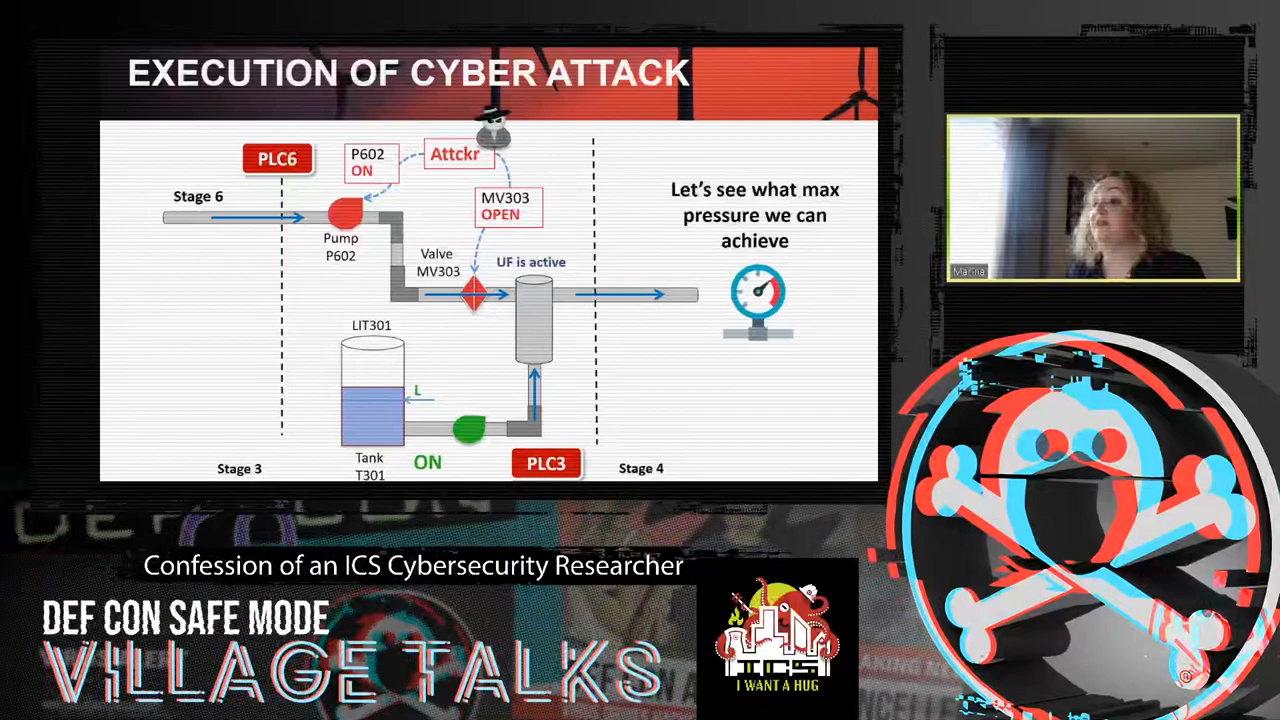 EXECUTION OF CYBER ATTACK
PLC6
P602
ON
Attckr
Stage 6
MV303
OPEN
Let's see what max
pressure we can
achieve
Pump
P602
Valve
MV303
UF is active
LIT301
L
Tank
T301
ON
PLC3
Stage 3
Stage 4
Marina
Confession of an ICS Cybersecurity Researcher
DEF CON SAFE MODE
VILLAGE TALKS
ICS
I WANT A HUG